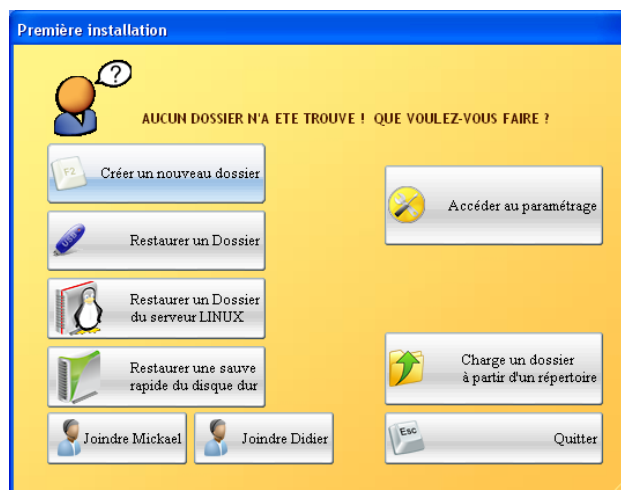 Première installation
?
AUCUN DOSSIER N'A ETE TROUVE ! QUE VOULEZ-VOUS FAIRE ?
F2
Créer un nouveau dossier
Accéder au paramétrage
USB
Restaurer un Dossier
Restaurer un Dossier
du serveur LINUX
Restaurer une sauve
rapide du disque dur
Charge un dossier
à partir d'un répertoire
Joindre Mickael
Joindre Didier
Esc
Quitter